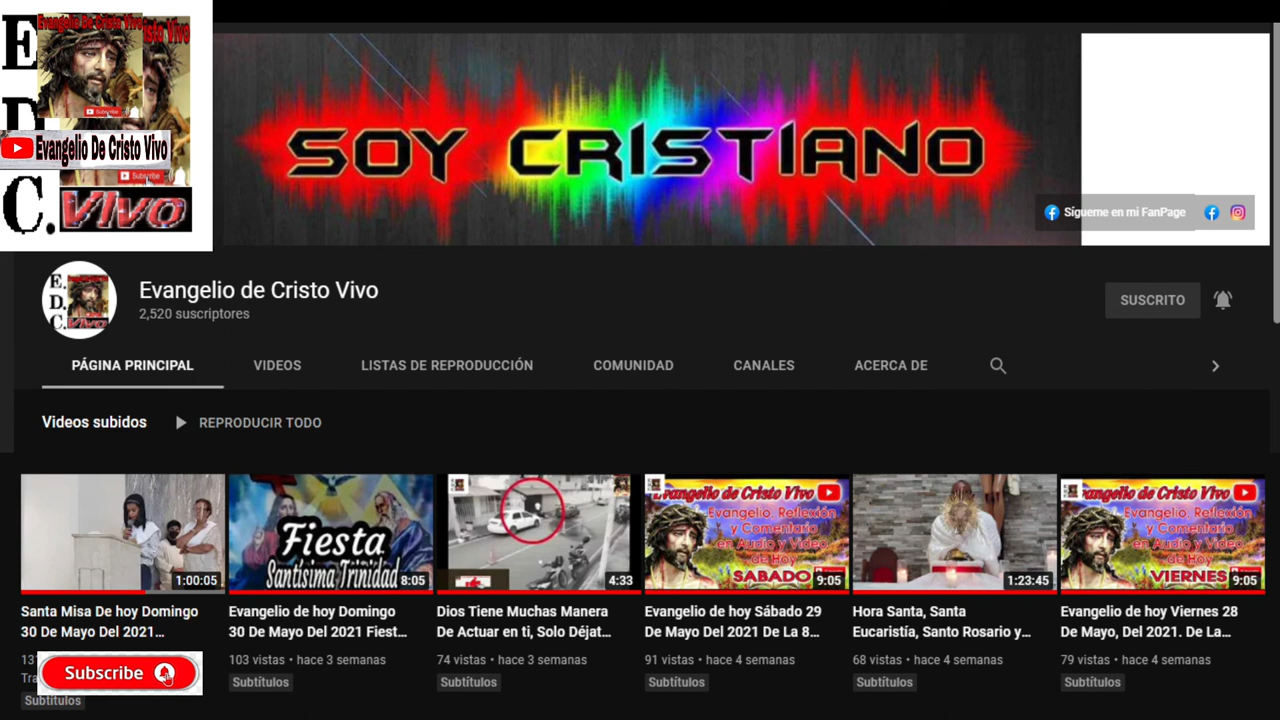 E
Evangelio De Cristo Vivo
Subscribe
D
Evangelio De Cristo Vivo
Subscribe
C.
Vivo
SOY CRISTIANO
Sígueme en mi FanPage
E.
D.
C.
Vivo
Evangelio de Cristo Vivo
2,520 suscriptores
SUSCRITO
PÁGINA PRINCIPAL
VIDEOS
LISTAS DE REPRODUCCIÓN
COMUNIDAD
CANALES
ACERCA DE
Videos subidos
REPRODUCIR TODO
1:00:05
Santa Misa De hoy Domingo
30 De Mayo Del 2021...
Subtítulos
Fiesta
Santísima Trinidad
8:05
Evangelio de hoy Domingo
30 De Mayo Del 2021 Fiest...
103 vistas • hace 3 semanas
Subtítulos
4:33
Dios Tiene Muchas Manera
De Actuar en ti, Solo Déjat...
74 vistas • hace 3 semanas
Subtítulos
Evangelio de Cristo Vivo
Evangelio, Reflexión
y Comentario
en Audio y Video
de Hoy
SABADO
9:05
Evangelio de hoy Sábado 29
De Mayo Del 2021 De La 8...
91 vistas • hace 4 semanas
Subtítulos
1:23:45
Hora Santa, Santa
Eucaristía, Santo Rosario y...
68 vistas • hace 4 semanas
Subtítulos
Evangelio de Cristo Vivo
Evangelio, Reflexión
y Comentario
en Audio y Video
de Hoy
VIERNES
9:05
Evangelio de hoy Viernes 28
De Mayo, Del 2021. De La...
79 vistas • hace 4 semanas
Subtítulos
Subscribe